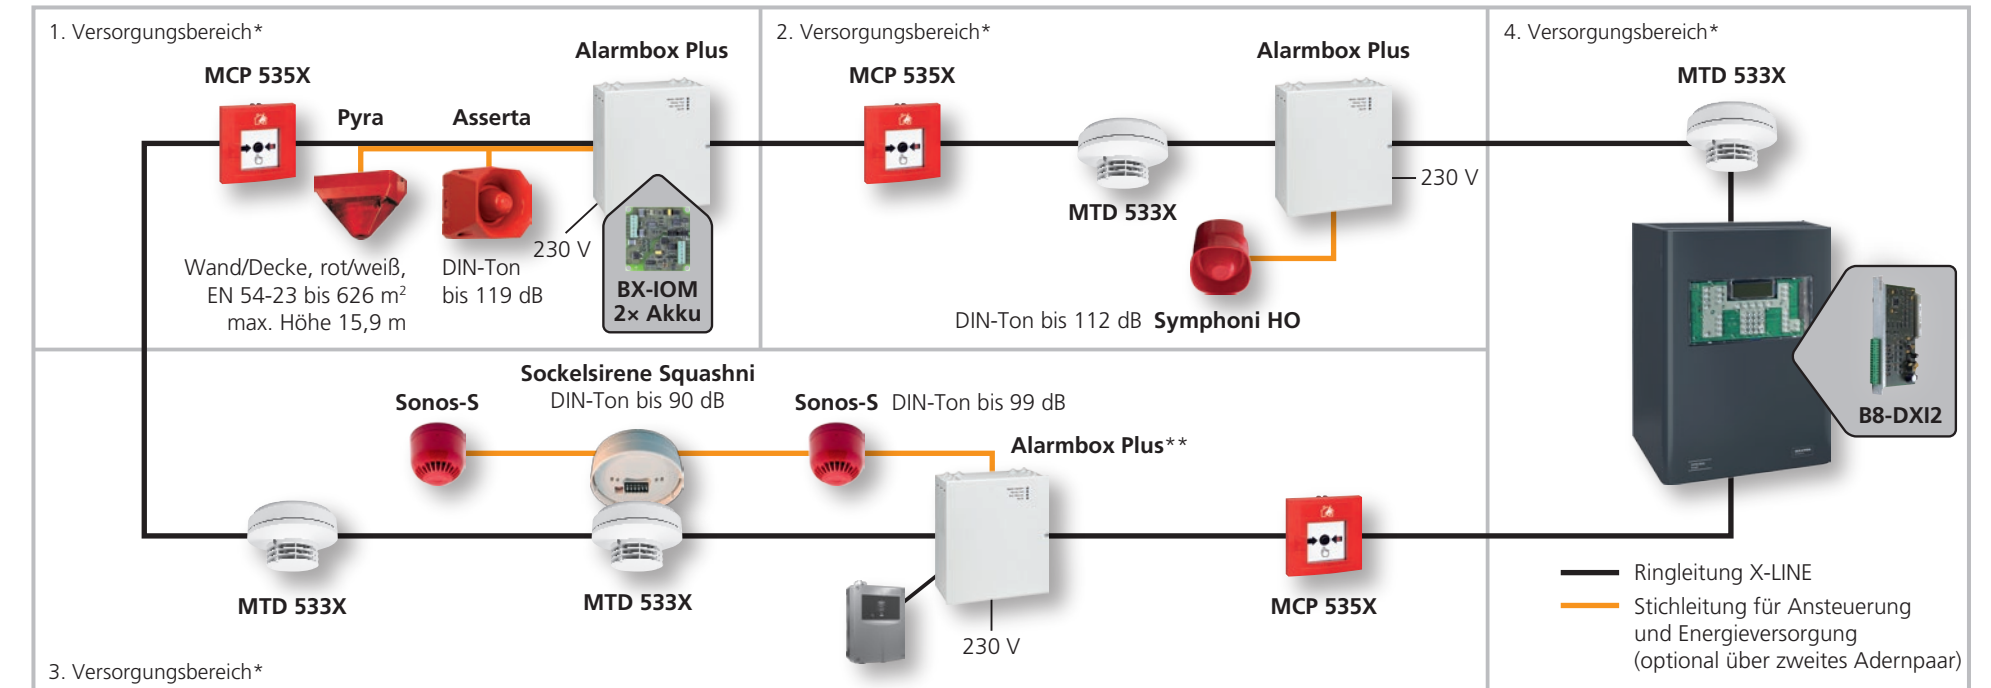 1. Versorgungsbereich*
MCP 535X
Pyra
Asserta
Alarmbox Plus
230 V
Wand/Decke, rot/weiß,
EN 54-23 bis 626 m²
max. Höhe 15,9 m
DIN-Ton
bis 119 dB
BX-IOM
2× Akku
2. Versorgungsbereich*
MCP 535X
MTD 533X
Alarmbox Plus
230 V
DIN-Ton bis 112 dB Symphoni HO
4. Versorgungsbereich*
MTD 533X
B8-DXI2
Sonos-S
Sockelsirene Squashni
DIN-Ton bis 90 dB
Sonos-S DIN-Ton bis 99 dB
Alarmbox Plus**
MTD 533X
MTD 533X
230 V
MCP 535X
3. Versorgungsbereich*
Ringleitung X-LINE
Stichleitung für Ansteuerung
und Energieversorgung
(optional über zweites Adernpaar)